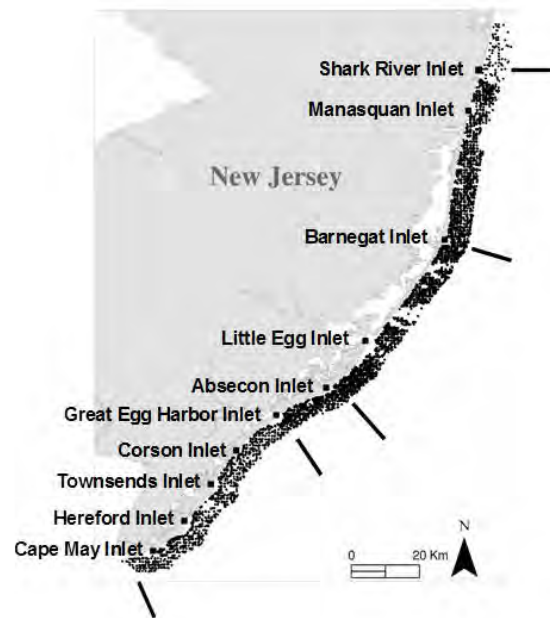 Shark River Inlet
Manasquan Inlet
New Jersey
Barnegat Inlet
Little Egg Inlet
Absecon Inlet
Great Egg Harbor Inlet
Corson Inlet
Townsends Inlet
Hereford Inlet
Cape May Inlet
N
0 20 Km